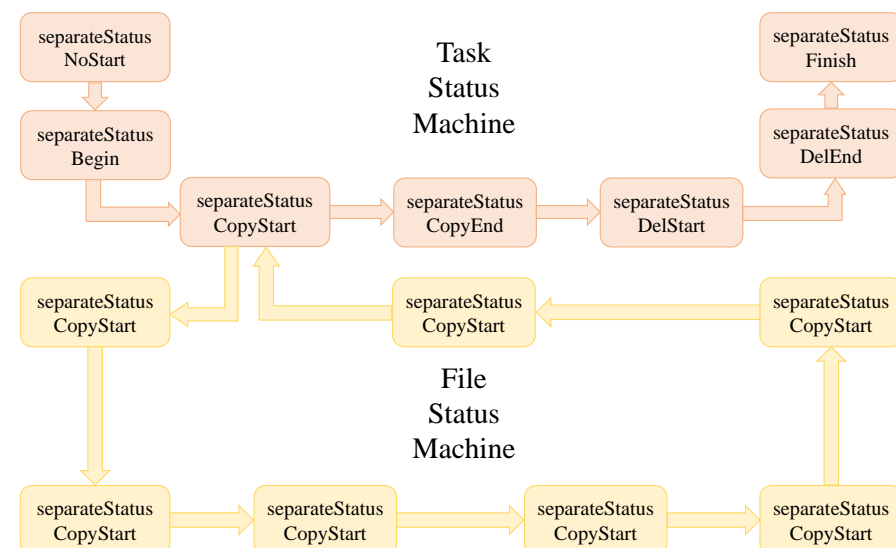 separateStatus
NoStart
Task
Status
Machine
separateStatus
Finish
separateStatus
Begin
separateStatus
DelEnd
separateStatus
CopyStart
separateStatus
CopyEnd
separateStatus
DelStart
separateStatus
CopyStart
separateStatus
CopyStart
separateStatus
CopyStart
File
Status
Machine
separateStatus
CopyStart
separateStatus
CopyStart
separateStatus
CopyStart
separateStatus
CopyStart